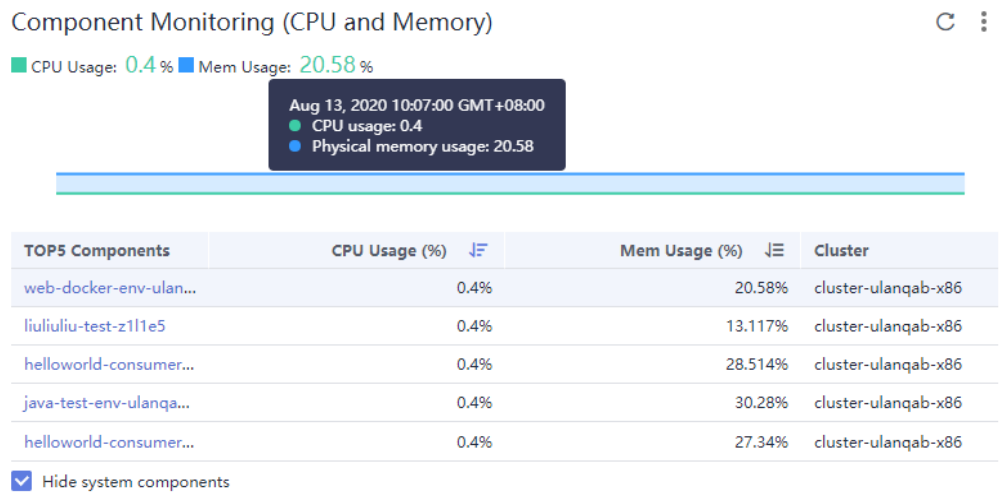 Component Monitoring (CPU and Memory)
CPU Usage: 0.4 % Mem Usage: 20.58 %
Aug 13, 2020 10:07:00 GMT+08:00
CPU usage: 0.4
Physical memory usage: 20.58
TOP5 Components CPU Usage (%) Mem Usage (%) Cluster
web-docker-env-ulan... 0.4% 20.58% cluster-ulanqab-x86
liuliuliu-test-z1l1e5 0.4% 13.117% cluster-ulanqab-x86
helloworld-consumer... 0.4% 28.514% cluster-ulanqab-x86
java-test-env-ulanqa... 0.4% 30.28% cluster-ulanqab-x86
helloworld-consumer... 0.4% 27.34% cluster-ulanqab-x86
Hide system components